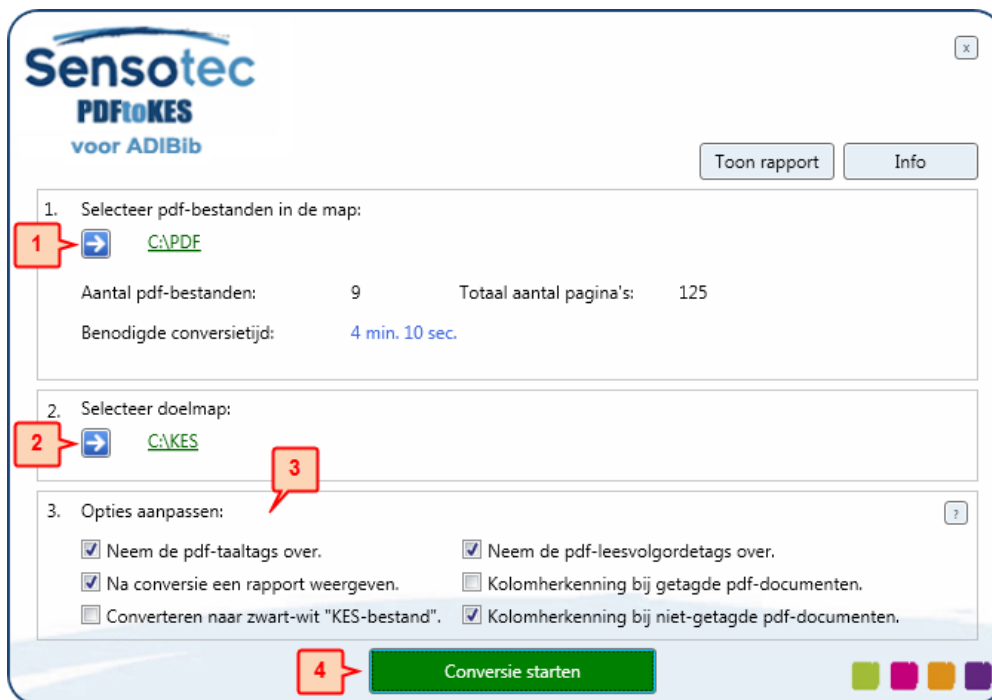 Sensotec
PDFtoKES
voor ADIBib
x
Toon rapport Info
1. Selecteer pdf-bestanden in de map:
1 C:\PDF
Aantal pdf-bestanden: 9 Totaal aantal pagina's: 125
Benodigde conversietijd: 4 min. 10 sec.
2. Selecteer doelmap:
2 C:\KES
3
3. Opties aanpassen: ?
Neem de pdf-taaltags over. Neem de pdf-leesvolgordetags over.
Na conversie een rapport weergeven. Kolomherkenning bij getagde pdf-documenten.
Converteren naar zwart-wit "KES-bestand". Kolomherkenning bij niet-getagde pdf-documenten.
4 Conversie starten